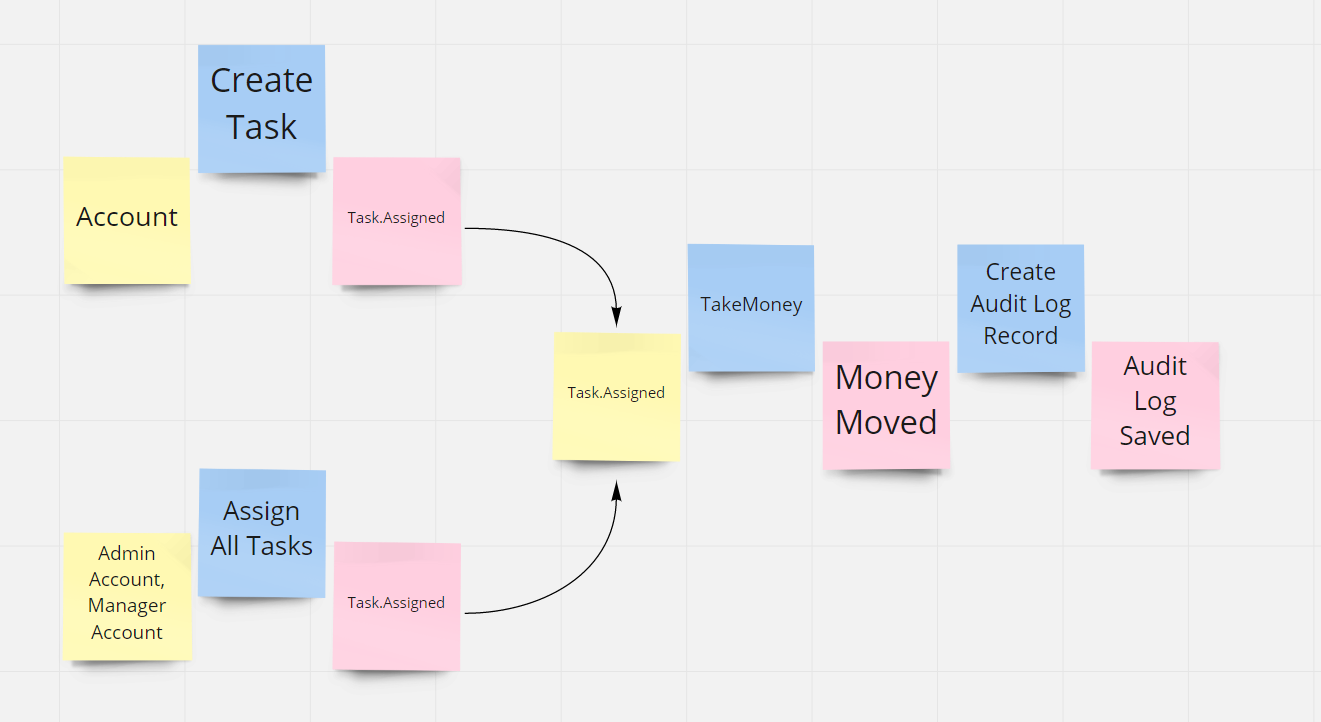 Create
Task
Account
Task.Assigned
Task.Assigned
TakeMoney
Money
Moved
Create
Audit Log
Record
Audit
Log
Saved
Admin
Account,
Manager
Account
Assign
All Tasks
Task.Assigned